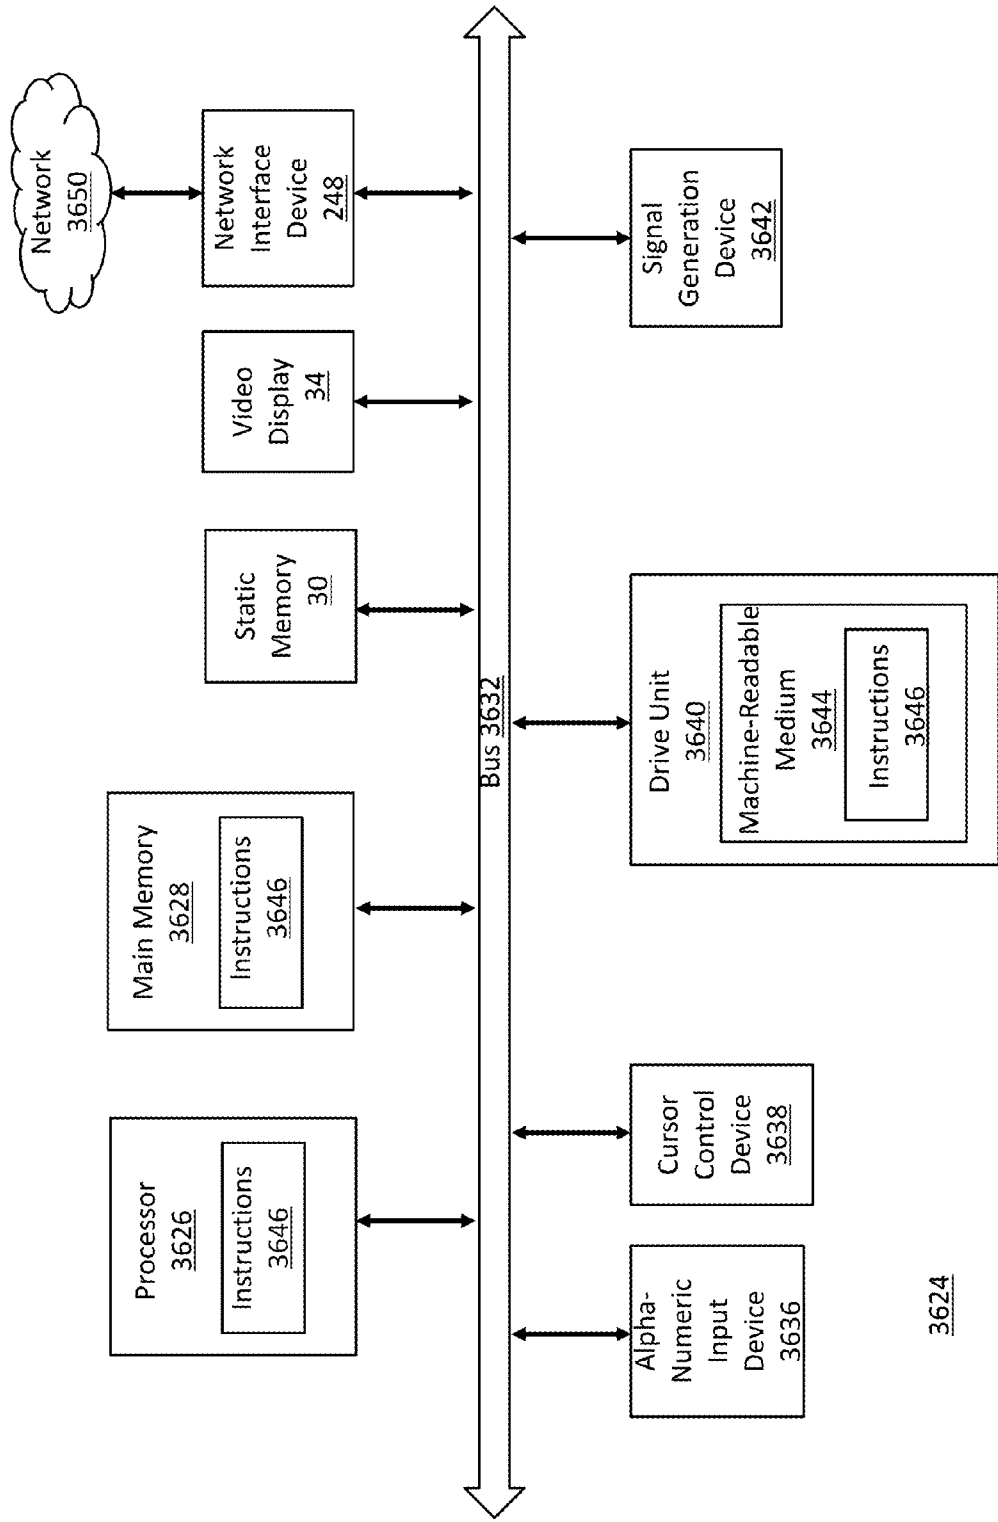 Processor
3626
Instructions
3646
Main Memory
3628
Instructions
3646
Static
Memory
30
Video
Display
34
Network
Interface
Device
248
Network
3650
Bus 3632
Alpha-
Numeric
Input
Device
3636
Cursor
Control
Device
3638
Drive Unit
3640
Machine-Readable
Medium
3644
Instructions
3646
Signal
Generation
Device
3642
3624